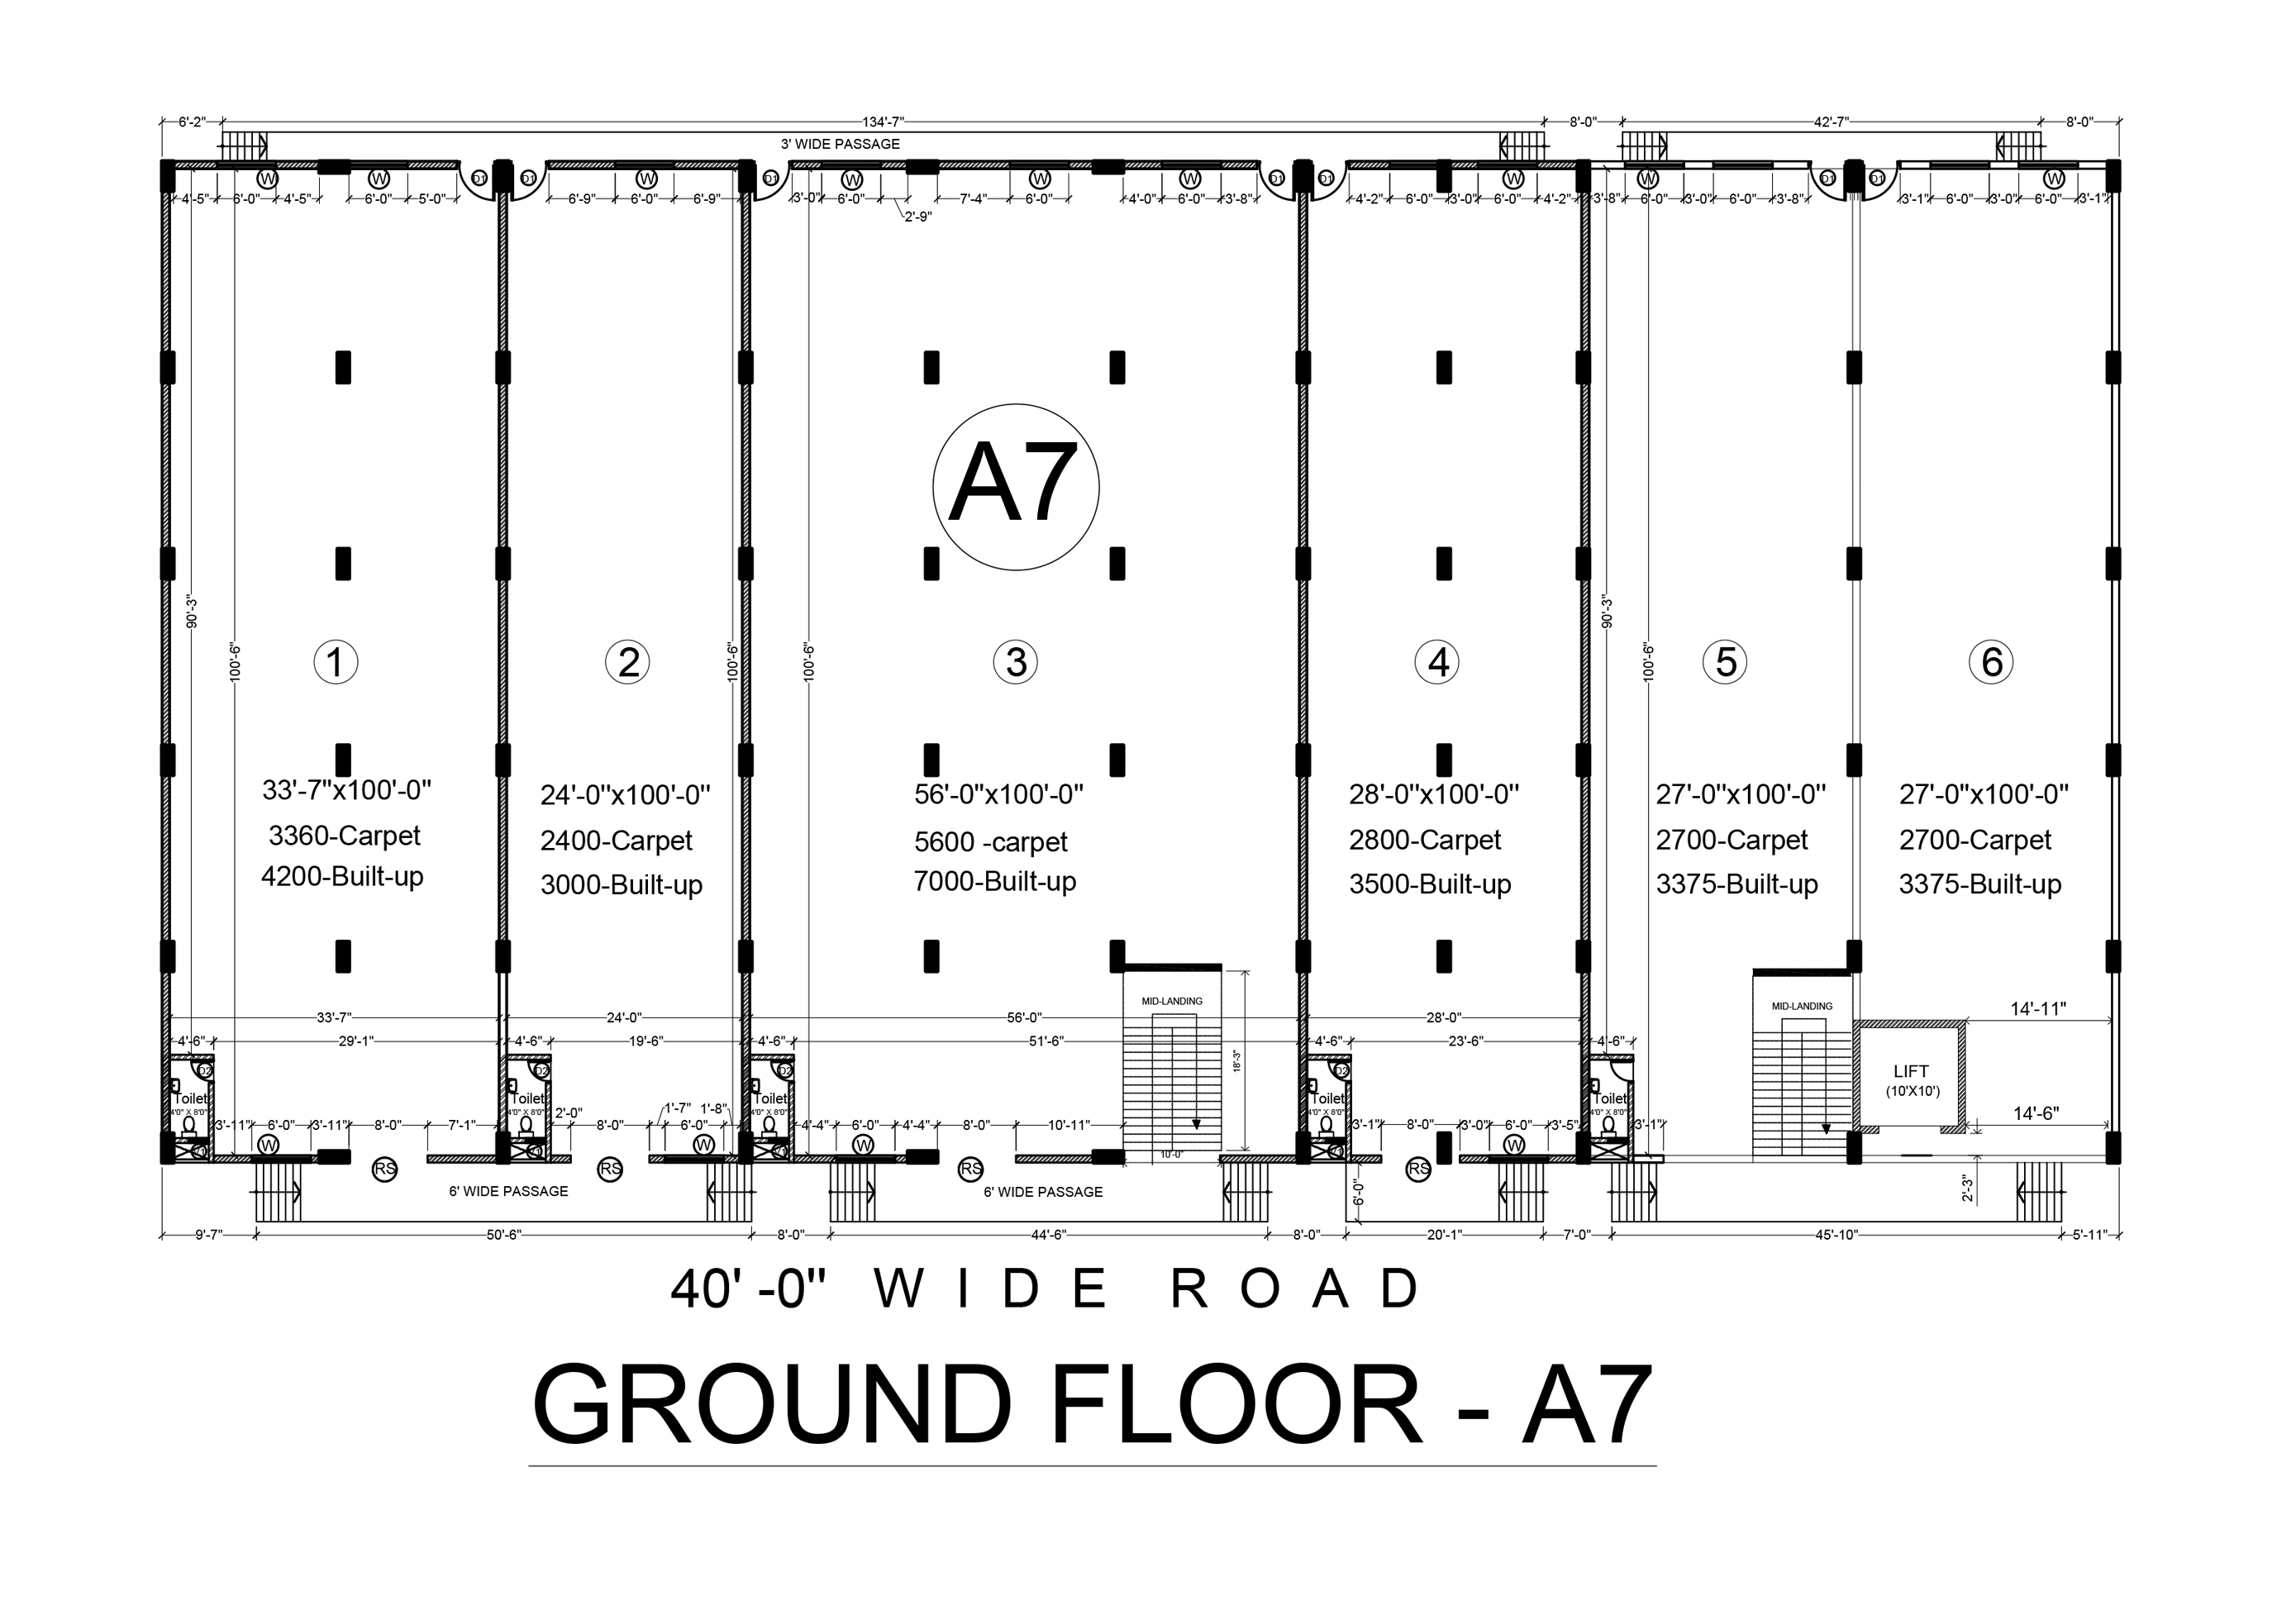 6'-2" 134'-7" 8'-0" 42'-7" 8'-0"
3' WIDE PASSAGE
W W D1 D1 W D1 W W W D1 D1 W W D1 D1 W
4'-5" 6'-0" 4'-5" 6'-0" 5'-0" 6'-9" 6'-0" 6'-9" 3'-0" 6'-0" 7'-4" 6'-0" 4'-0" 6'-0" 3'-8" 4'-2" 6'-0" 3'-0" 6'-0" 4'-2" 3'-8" 6'-0" 3'-0" 6'-0" 3'-8" 3'-1" 6'-0" 3'-0" 6'-0" 3'-1"
2'-9"
A7
90'-3" 90'-3"
100'-6" 100'-6" 100'-6" 100'-6"
1 2 3 4 5 6
33'-7"x100'-0"
3360-Carpet
4200-Built-up
24'-0"x100'-0"
2400-Carpet
3000-Built-up
56'-0"x100'-0"
5600 -carpet
7000-Built-up
28'-0"x100'-0"
2800-Carpet
3500-Built-up
27'-0"x100'-0"
2700-Carpet
3375-Built-up
27'-0"x100'-0"
2700-Carpet
3375-Built-up
MID-LANDING MID-LANDING
33'-7" 24'-0" 56'-0" 28'-0" 14'-11"
4'-6" 29'-1" 4'-6" 19'-6" 4'-6" 51'-6" 4'-6" 23'-6" 4'-6"
18'-3"
D2 D2 D2 D2
LIFT
(10'X10')
Toilet Toilet Toilet Toilet Toilet
4'0" X 8'0" 4'0" X 8'0" 4'0" X 8'0" 4'0" X 8'0" 4'0" X 8'0"
2'-0" 1'-7" 1'-8" 14'-6"
3'-11" 6'-0" 3'-11" 8'-0" 7'-1" 8'-0" 6'-0" 4'-4" 6'-0" 4'-4" 8'-0" 10'-11" 3'-1" 8'-0" 3'-0" 6'-0" 3'-5" 3'-1"
W W W W
V1 V1 V1 V1 V1
10'-0"
RS RS RS RS
6' WIDE PASSAGE 6' WIDE PASSAGE 6'-0" 2'-3"
9'-7" 50'-6" 8'-0" 44'-6" 8'-0" 20'-1" 7'-0" 45'-10" 5'-11"
40' -0" WIDE ROAD
GROUND FLOOR - A7